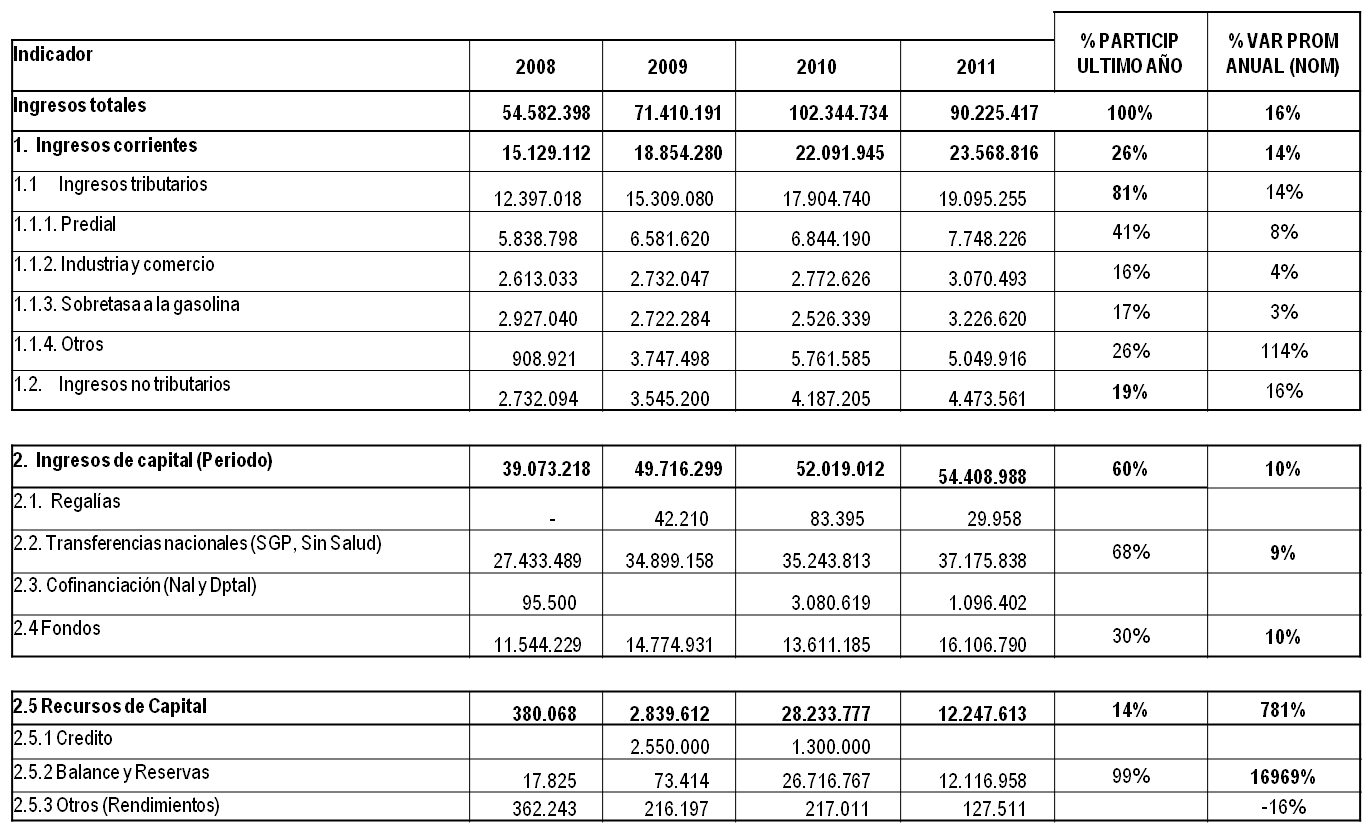 Indicador 2008 2009 2010 2011 % PARTICIP ULTIMO AÑO % VAR PROM ANUAL (NOM)
Ingresos totales 54.582.398 71.410.191 102.344.734 90.225.417 100% 16%
1. Ingresos corrientes 15.129.112 18.854.280 22.091.945 23.568.816 26% 14%
1.1 Ingresos tributarios 12.397.018 15.309.080 17.904.740 19.095.255 81% 14%
1.1.1. Predial 5.838.798 6.581.620 6.844.190 7.748.226 41% 8%
1.1.2. Industria y comercio 2.613.033 2.732.047 2.772.626 3.070.493 16% 4%
1.1.3. Sobretasa a la gasolina 2.927.040 2.722.284 2.526.339 3.226.620 17% 3%
1.1.4. Otros 908.921 3.747.498 5.761.585 5.049.916 26% 114%
1.2. Ingresos no tributarios 2.732.094 3.545.200 4.187.205 4.473.561 19% 16%
2. Ingresos de capital (Periodo) 39.073.218 49.716.299 52.019.012 54.408.988 60% 10%
2.1. Regalías - 42.210 83.395 29.958
2.2. Transferencias nacionales (SGP, Sin Salud) 27.433.489 34.899.158 35.243.813 37.175.838 68% 9%
2.3. Cofinanciación (Nal y Dptal) 95.500 3.080.619 1.096.402
2.4 Fondos 11.544.229 14.774.931 13.611.185 16.106.790 30% 10%
2.5 Recursos de Capital 380.068 2.839.612 28.233.777 12.247.613 14% 781%
2.5.1 Credito 2.550.000 1.300.000
2.5.2 Balance y Reservas 17.825 73.414 26.716.767 12.116.958 99% 16969%
2.5.3 Otros (Rendimientos) 362.243 216.197 217.011 127.511 -16%